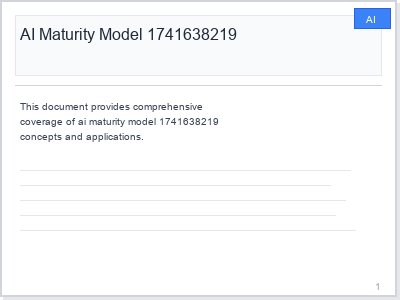 AI
AI Maturity Model 1741638219
This document provides comprehensive
coverage of ai maturity model 1741638219
concepts and applications.
1